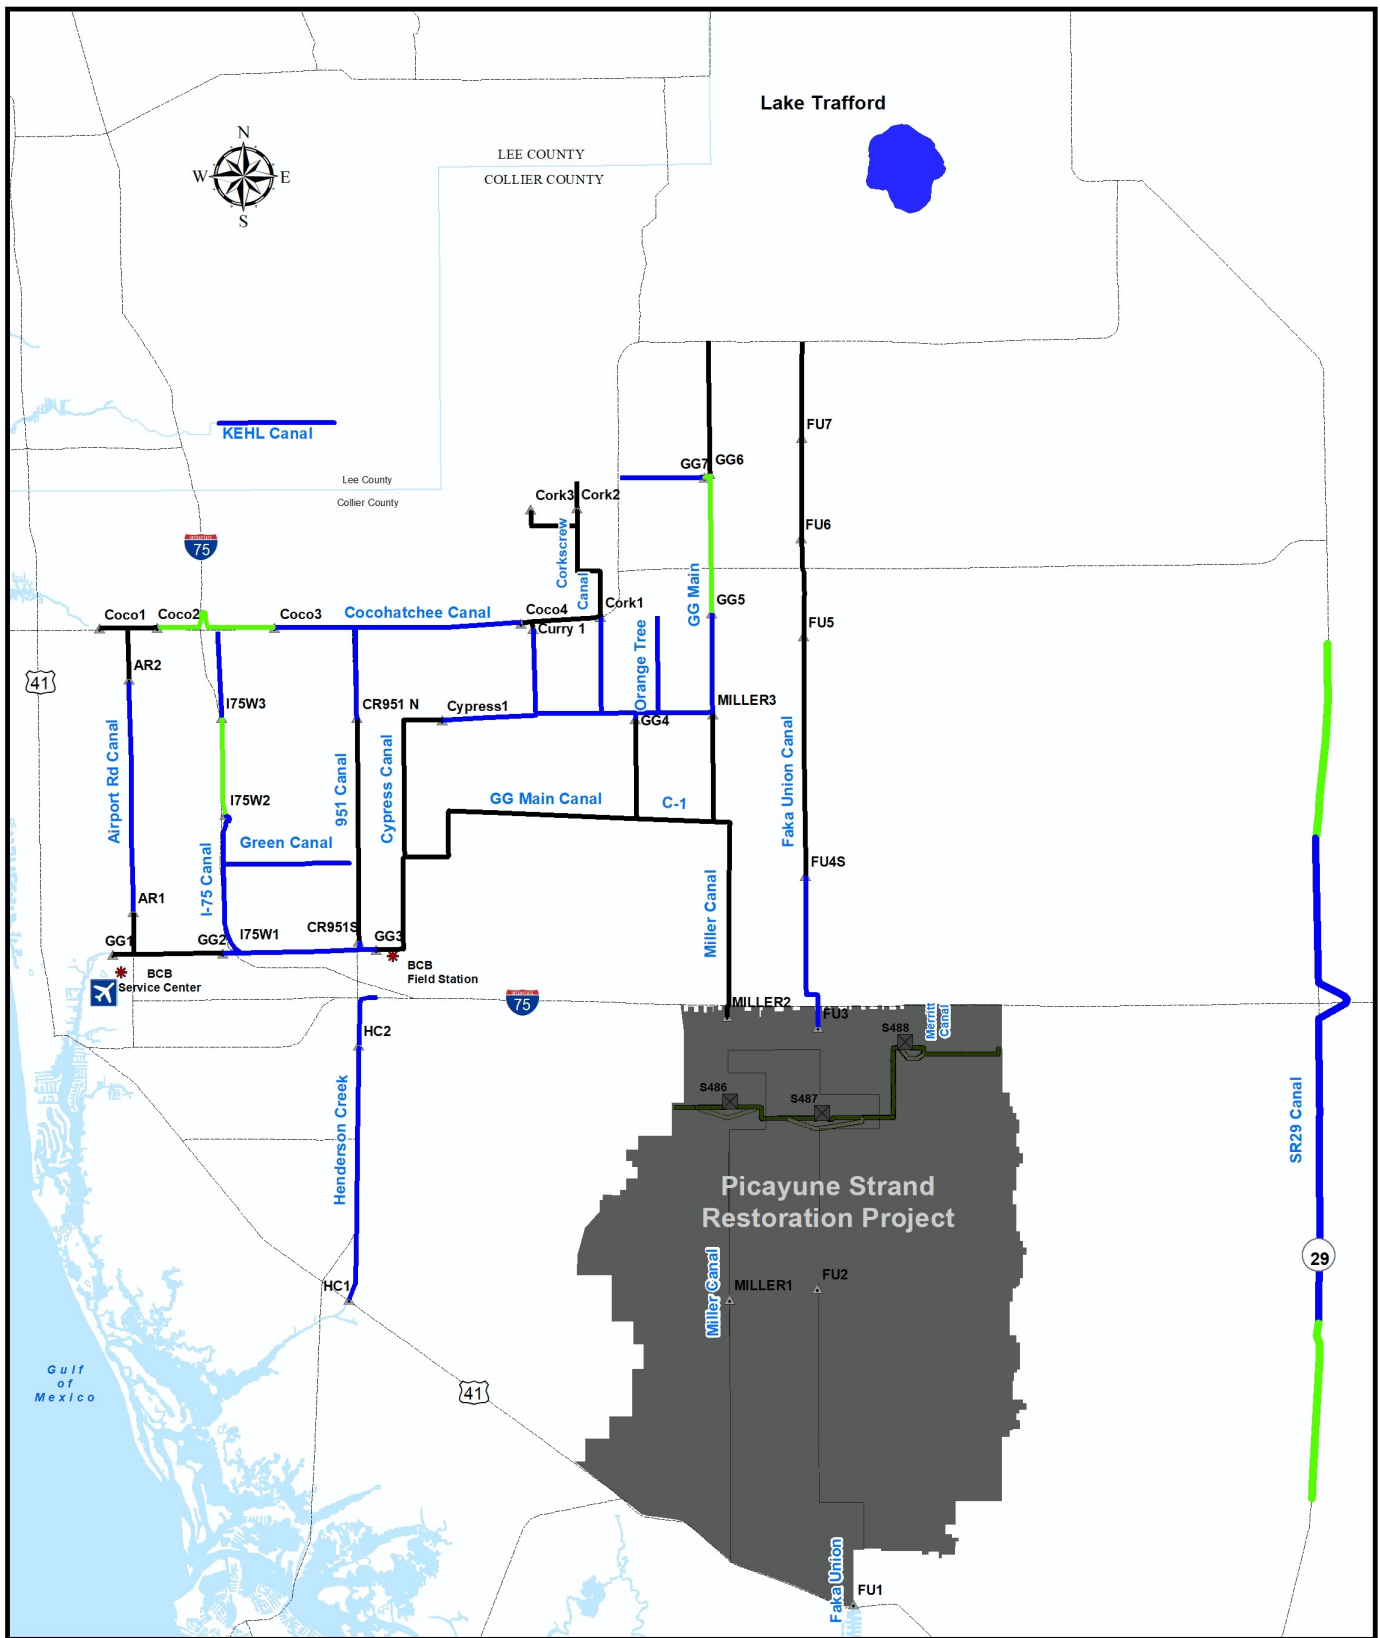 Lake Trafford
N
W
E
S
LEE COUNTY
COLLIER COUNTY
KEHL Canal
Lee County
Collier County
FU7
GG7
GG6
Cork3
Cork2
INTERSTATE
75
Corkscrew
Canal
FU6
GG Main
Coco1
Coco2
Coco3
Cocohatchee Canal
Coco4
Cork1
GG5
Curry 1
FU5
Orange Tree
AR2
41
I75W3
CR951 N
Cypress1
GG4
MILLER3
Airport Rd Canal
951 Canal
Cypress Canal
Faka Union Canal
I75W2
GG Main Canal
C-1
Green Canal
FU4S
I-75 Canal
Miller Canal
AR1
GG1
GG2
I75W1
CR951S
GG3
BCB
Service Center
BCB
Field Station
75
MILLER2
FU3
S488
Merritt
Canal
HC2
S486
S487
Henderson Creek
SR29 Canal
Picayune Strand
Restoration Project
29
Miller Canal
MILLER1
FU2
HC1
Gulf
of
Mexico
41
Faka Union
FU1